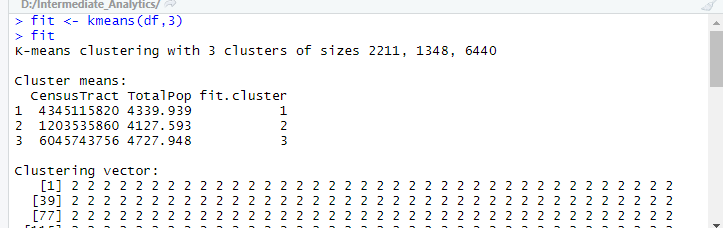 D:/Intermediate_Analytics/
> fit <- kmeans(df,3)
> fit
K-means clustering with 3 clusters of sizes 2211, 1348, 6440
Cluster means:
  CensusTract TotalPop fit.cluster
1  4345115820 4339.939           1
2  1203535860 4127.593           2
3  6045743756 4727.948           3
Clustering vector:
   [1] 2 2 2 2 2 2 2 2 2 2 2 2 2 2 2 2 2 2 2 2 2 2 2 2 2 2 2 2 2 2 2 2 2 2 2 2 2 2
  [39] 2 2 2 2 2 2 2 2 2 2 2 2 2 2 2 2 2 2 2 2 2 2 2 2 2 2 2 2 2 2 2 2 2 2 2 2 2 2
  [77] 2 2 2 2 2 2 2 2 2 2 2 2 2 2 2 2 2 2 2 2 2 2 2 2 2 2 2 2 2 2 2 2 2 2 2 2 2 2